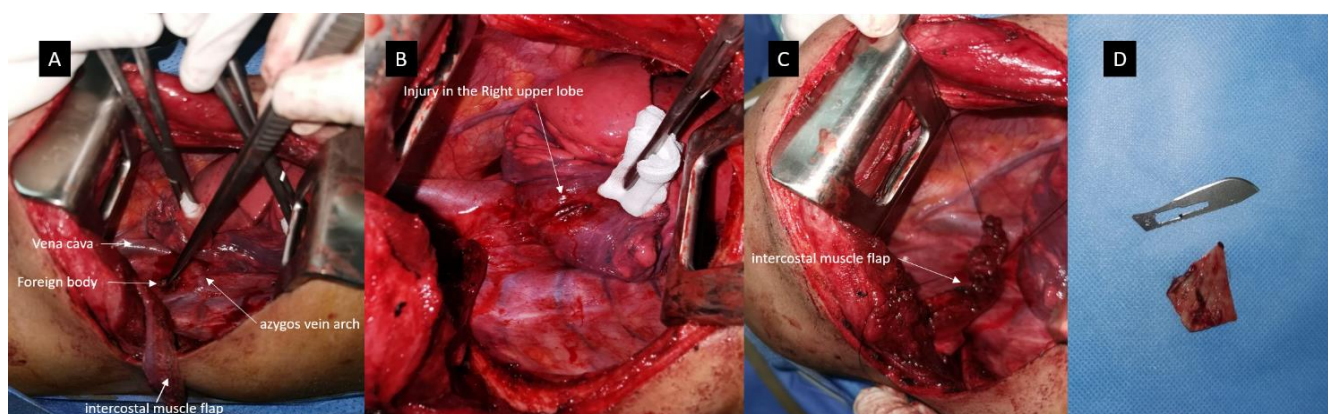 A
Vena cava
Foreign body
azygos vein arch
intercostal muscle flap
B
Injury in the Right upper lobe
C
intercostal muscle flap
D